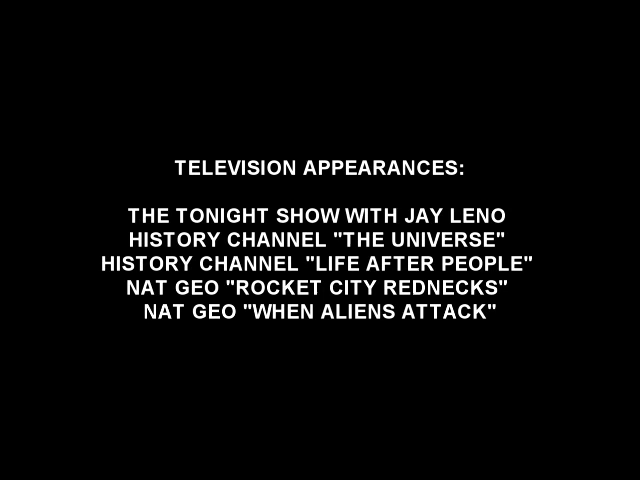 TELEVISION APPEARANCES:
THE TONIGHT SHOW WITH JAY LENO
HISTORY CHANNEL "THE UNIVERSE"
HISTORY CHANNEL "LIFE AFTER PEOPLE"
NAT GEO "ROCKET CITY REDNECKS"
NAT GEO "WHEN ALIENS ATTACK"